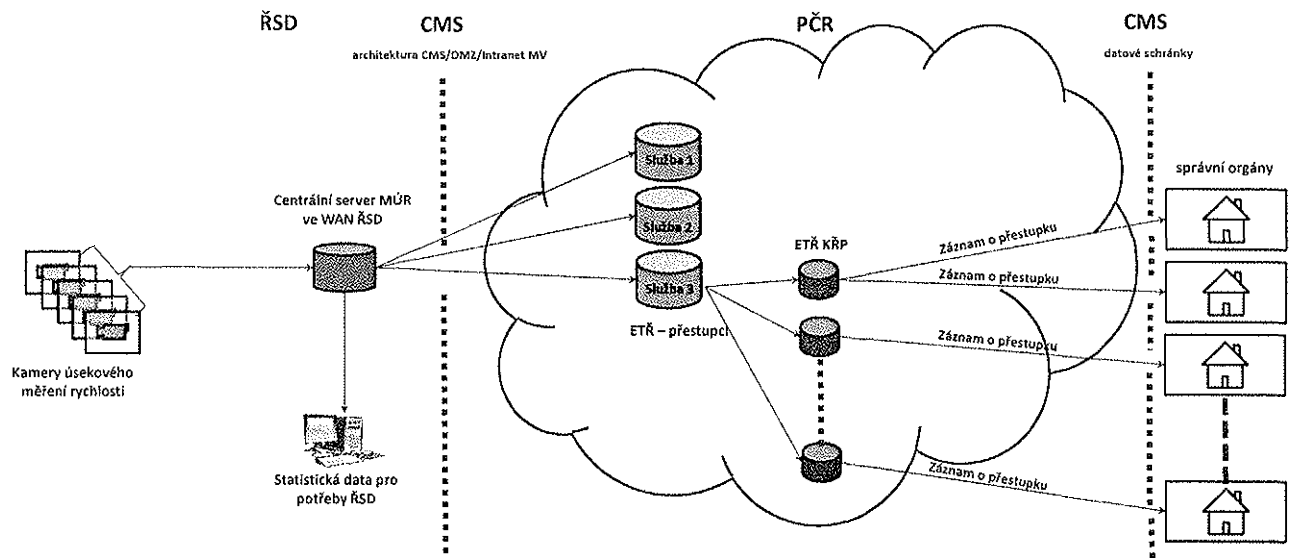 ŘSD
CMS
PČR
CMS
architektura CMS/DMZ/Intranet MV
datové schránky
Služba 1
správní orgány
Centrální server MÚR
ve WAN ŘSD
Služba 2
ETŘ KŘP
Záznam o přestupku
Služba 3
Záznam o přestupku
ETŘ – přestupci
Záznam o přestupku
Kamery úsekového
měření rychlosti
Záznam o přestupku
Statistická data pro
potřeby ŘSD